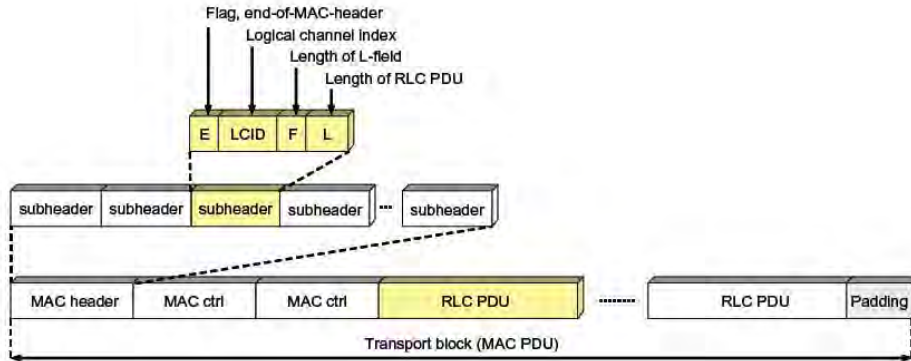 Flag, end-of-MAC-header
Logical channel index
Length of L-field
Length of RLC PDU
E LCID F L
subheader subheader subheader subheader ... subheader
MAC header MAC ctrl MAC ctrl RLC PDU ........ RLC PDU Padding
Transport block (MAC PDU)